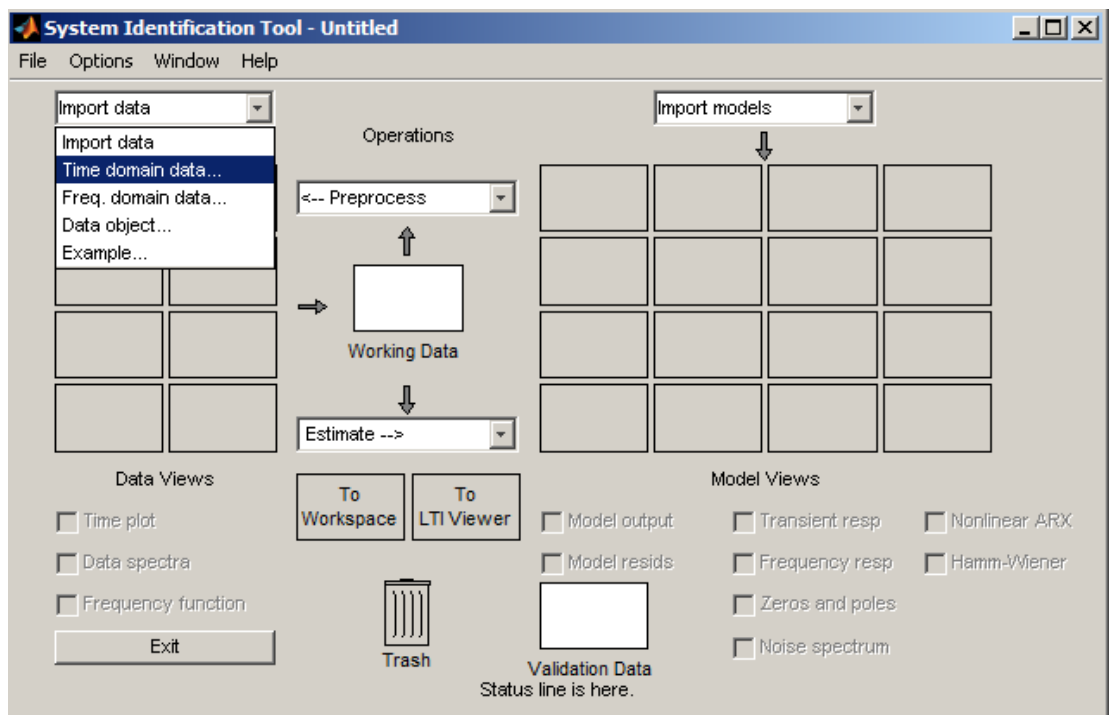 System Identification Tool - Untitled
File Options Window Help
Import data
Import data
Time domain data...
Freq. domain data...
Data object...
Example...
Operations
<-- Preprocess
Working Data
Estimate -->
Import models
Data Views
Time plot
Data spectra
Frequency function
Exit
To Workspace
To LTI Viewer
Trash
Model Views
Model output
Model resids
Transient resp
Frequency resp
Zeros and poles
Noise spectrum
Nonlinear ARX
Hamm-Wiener
Validation Data
Status line is here.